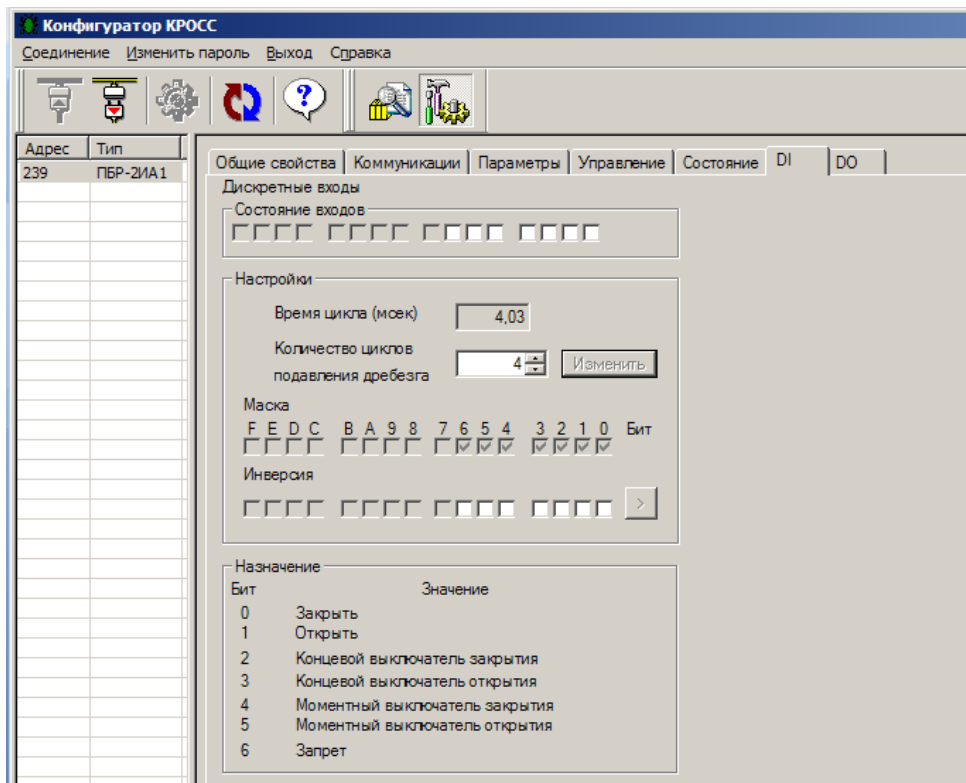 Конфигуратор КРОСС
Соединение Изменить пароль Выход Справка
?
Адрес Тип
239 ПБР-2ИА1
Общие свойства Коммуникации Параметры Управление Состояние DI DO
Дискретные входы
Состояние входов
Настройки
Время цикла (мсек) 4,03
Количество циклов
подавления дребезга 4 Изменить
Маска
F E D C B A 9 8 7 6 5 4 3 2 1 0 Бит
Инверсия
>
Назначение
Бит Значение
0 Закрыть
1 Открыть
2 Концевой выключатель закрытия
3 Концевой выключатель открытия
4 Моментный выключатель закрытия
5 Моментный выключатель открытия
6 Запрет